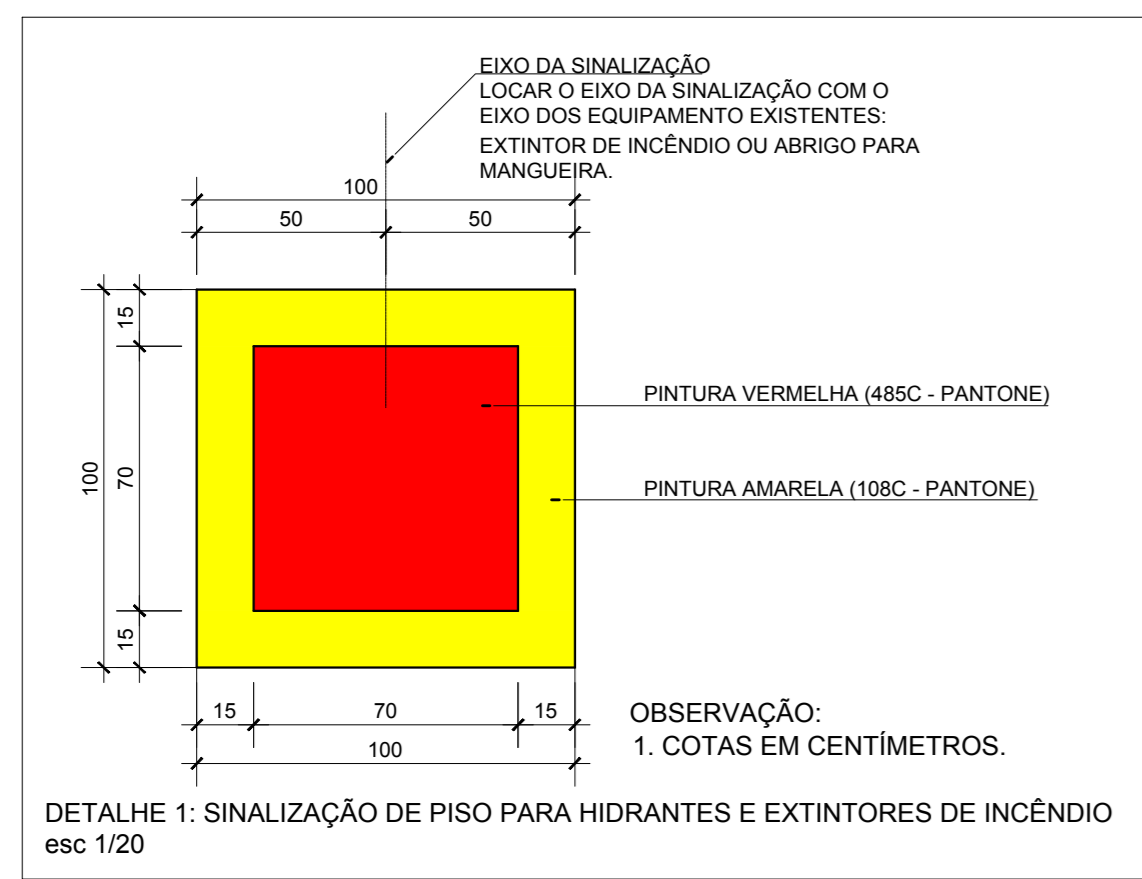 EIXO DA SINALIZAÇÃO
LOCAR O EIXO DA SINALIZAÇÃO COM O
EIXO DOS EQUIPAMENTO EXISTENTES:
EXTINTOR DE INCÊNDIO OU ABRIGO PARA
MANGUEIRA.
100
50
50
15
70
100
15
PINTURA VERMELHA (485C - PANTONE)
PINTURA AMARELA (108C - PANTONE)
15
70
15
100
OBSERVAÇÃO:
1. COTAS EM CENTÍMETROS.
DETALHE 1: SINALIZAÇÃO DE PISO PARA HIDRANTES E EXTINTORES DE INCÊNDIO
esc 1/20